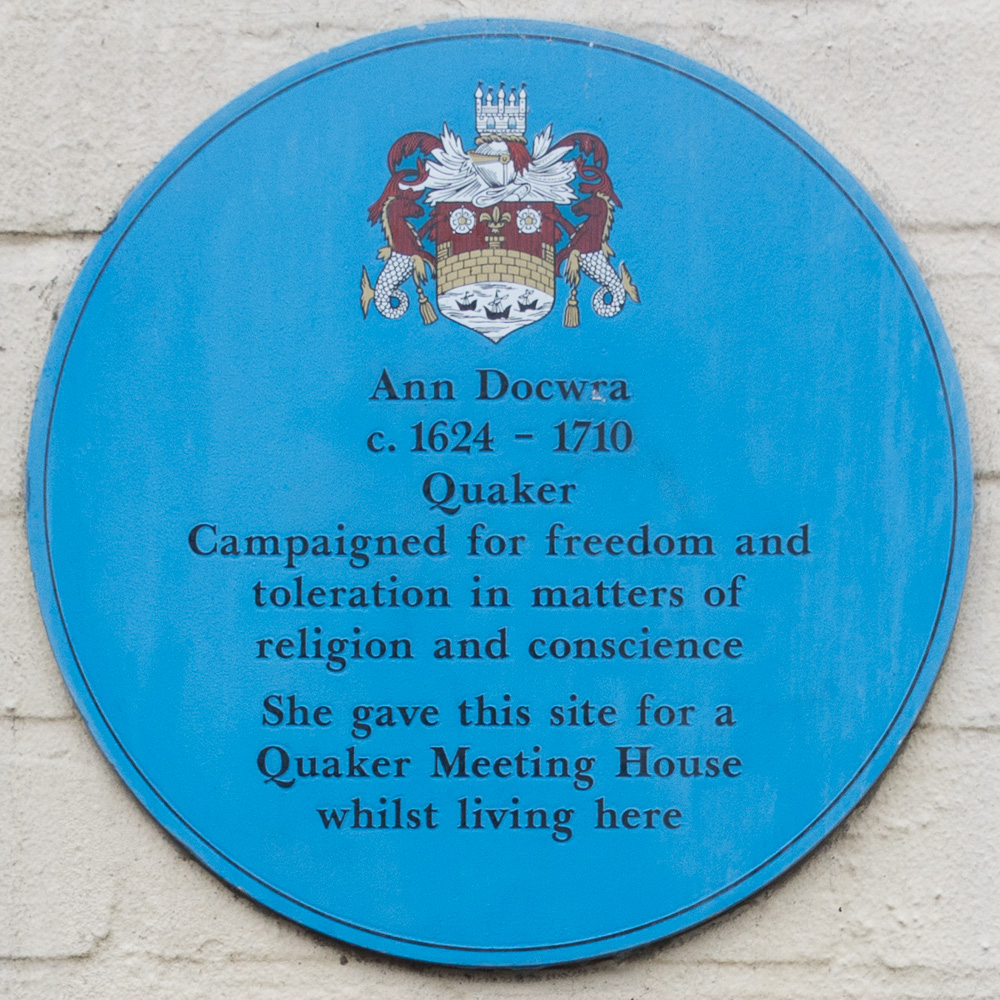 Ann Docwra
c. 1624 – 1710
Quaker
Campaigned for freedom and
toleration in matters of
religion and conscience
She gave this site for a
Quaker Meeting House
whilst living here